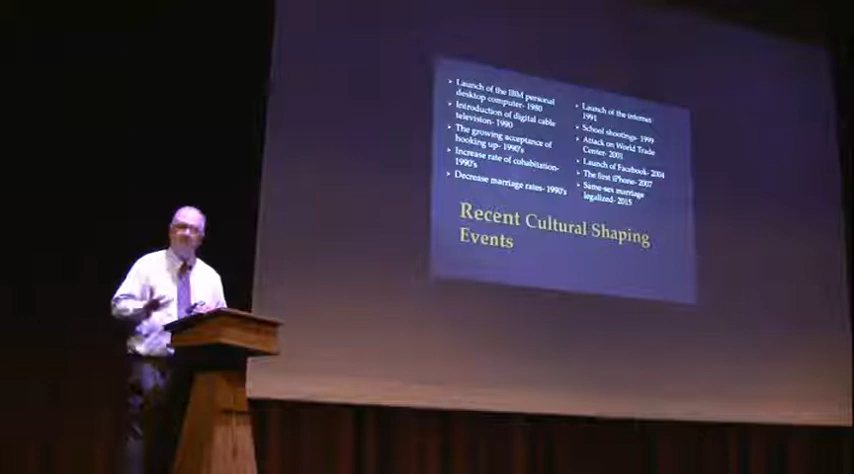 ➤ Launch of the IBM personal
desktop computer- 1980
➤ Introduction of digital cable
television- 1990
➤ The growing acceptance of
hooking up- 1990's
➤ Increase rate of cohabitation-
1990's
➤ Decrease marriage rates- 1990's
➤ Launch of the internet
1991
➤ School shootings- 1999
➤ Attack on World Trade
Center- 2001
➤ Launch of Facebook- 2004
➤ The first iPhone- 2007
➤ Same-sex marriage
legalized- 2015
Recent Cultural Shaping
Events